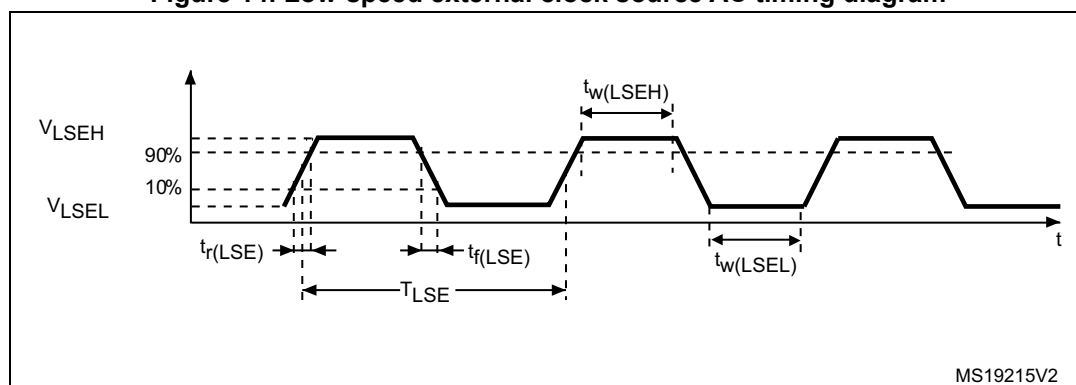 Figure 14. Low-speed external clock source AC timing diagram
tw(LSEH)
VLSEH
90%
10%
VLSEL
tr(LSE)
tf(LSE)
tw(LSEL)
t
TLSE
MS19215V2